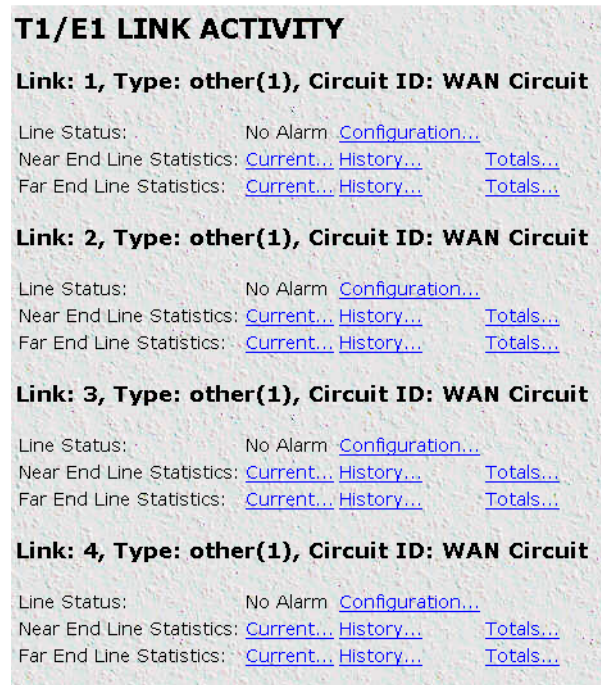 T1/E1 LINK ACTIVITY
Link: 1, Type: other(1), Circuit ID: WAN Circuit
Line Status: No Alarm Configuration...
Near End Line Statistics: Current... History... Totals...
Far End Line Statistics: Current... History... Totals...
Link: 2, Type: other(1), Circuit ID: WAN Circuit
Line Status: No Alarm Configuration...
Near End Line Statistics: Current... History... Totals...
Far End Line Statistics: Current... History... Totals...
Link: 3, Type: other(1), Circuit ID: WAN Circuit
Line Status: No Alarm Configuration...
Near End Line Statistics: Current... History... Totals...
Far End Line Statistics: Current... History... Totals...
Link: 4, Type: other(1), Circuit ID: WAN Circuit
Line Status: No Alarm Configuration...
Near End Line Statistics: Current... History... Totals...
Far End Line Statistics: Current... History... Totals...